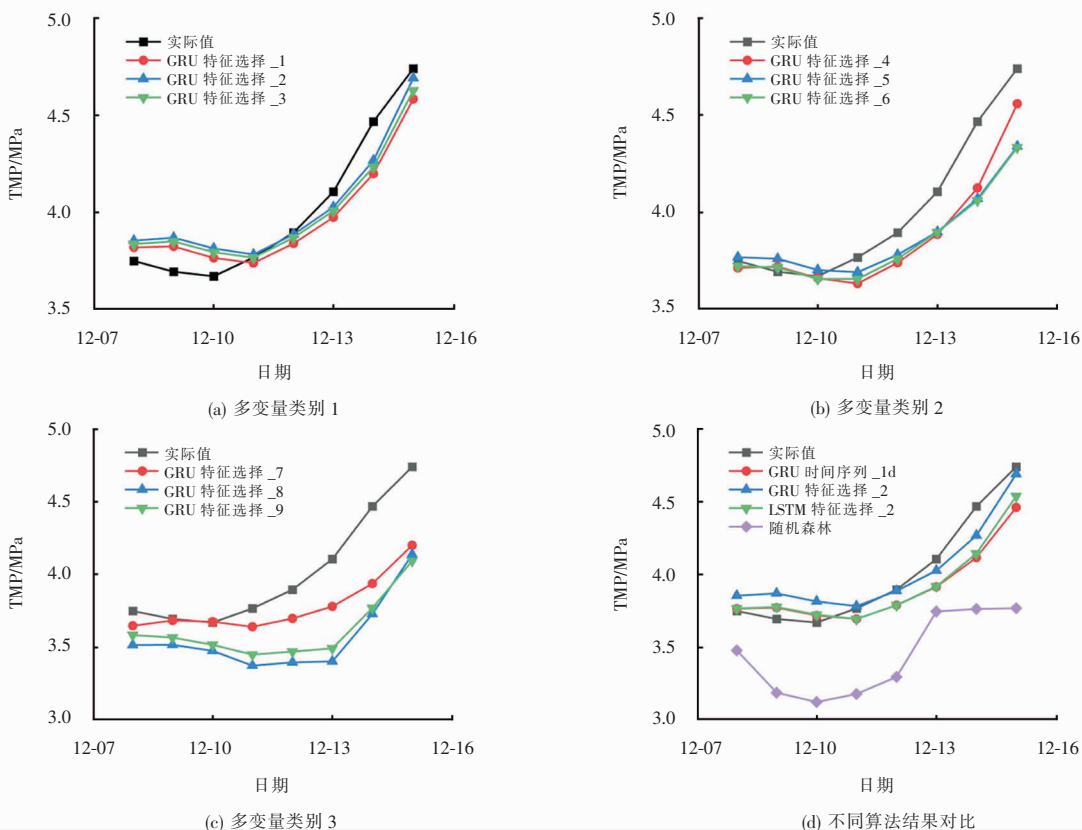 5.0
4.5
4.0
3.5
TMP/MPa
实际值
GRU 特征选择 _1
GRU 特征选择 _2
GRU 特征选择 _3
12-07
12-10
12-13
12-16
日期
(a) 多变量类别 1
5.0
4.5
4.0
3.5
TMP/MPa
实际值
GRU 特征选择 _4
GRU 特征选择 _5
GRU 特征选择 _6
12-07
12-10
12-13
12-16
日期
(b) 多变量类别 2
5.0
4.5
4.0
3.5
3.0
TMP/MPa
实际值
GRU 特征选择 _7
GRU 特征选择 _8
GRU 特征选择 _9
12-07
12-10
12-13
12-16
日期
(c) 多变量类别 3
5.0
4.5
4.0
3.5
3.0
TMP/MPa
实际值
GRU 时间序列 _1d
GRU 特征选择 _2
LSTM 特征选择 _2
随机森林
12-07
12-10
12-13
12-16
日期
(d) 不同算法结果对比